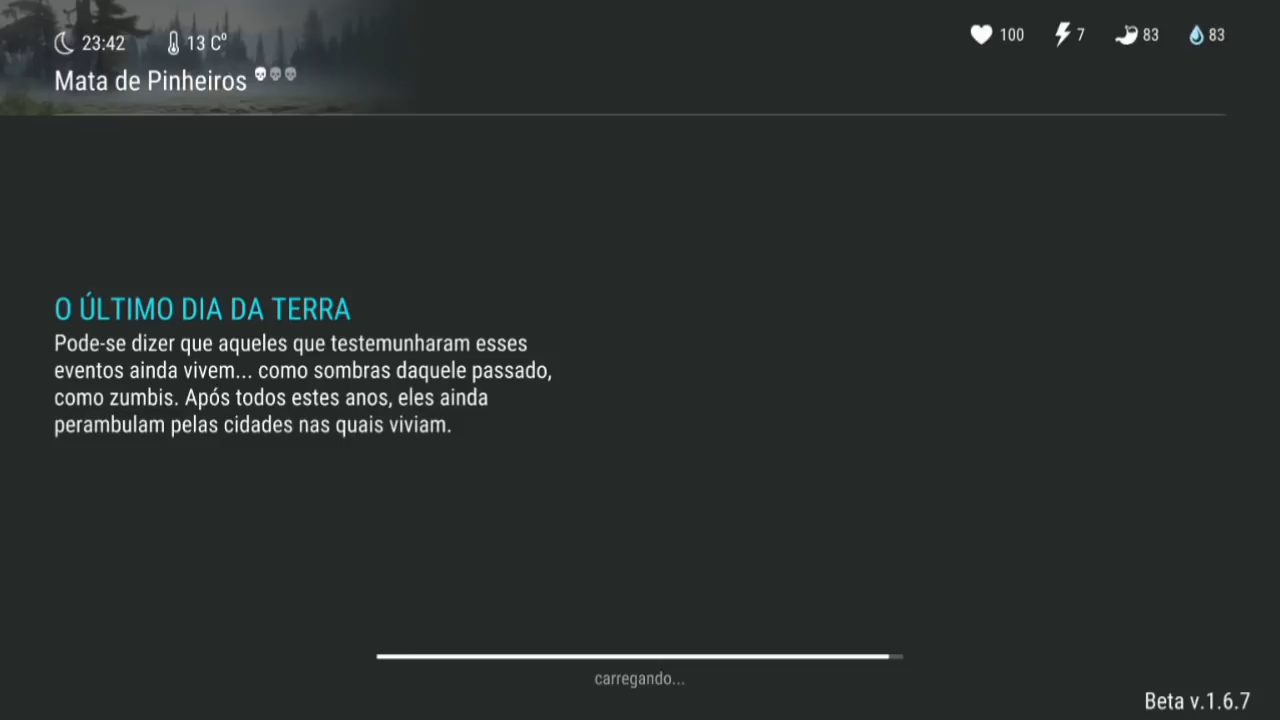 23:42 13 Cº
100 7 83 83
Mata de Pinheiros
O ÚLTIMO DIA DA TERRA
Pode-se dizer que aqueles que testemunharam esses
eventos ainda vivem... como sombras daquele passado,
como zumbis. Após todos estes anos, eles ainda
perambulam pelas cidades nas quais viviam.
carregando...
Beta v.1.6.7